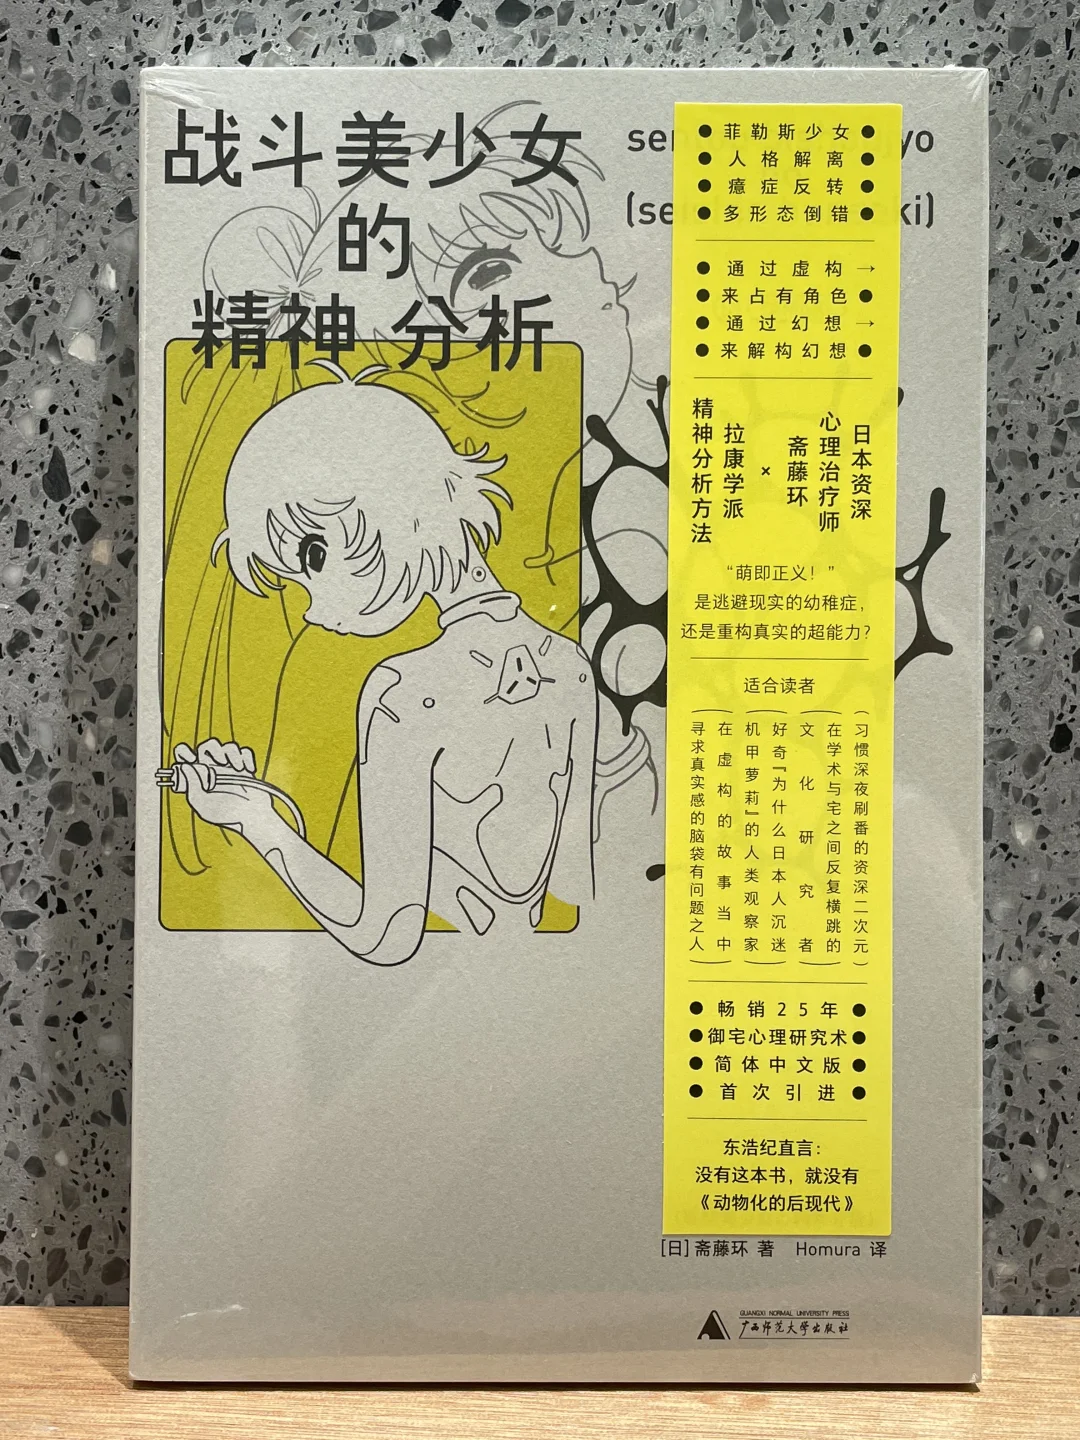 战斗美少女
的
精神 分析
● 菲勒斯少女 ●
● 人格解离 ●
● 癔症反转 ●
● 多形态倒错 ●
● 通过虚构 →
● 来占有角色 ●
● 通过幻想 →
● 来解构幻想 ●
日本资深
心理治疗师
斋藤环
×
拉康学派
精神分析方法
“萌即正义！”
是逃避现实的幼稚症，
还是重构真实的超能力？
适合读者
（习惯深夜刷番的资深二次元）
（在学术与宅之间反复横跳的
文化研究者）
（好奇『为什么日本人沉迷
机甲萝莉』的人类观察家）
（在虚构的故事当中
寻求真实感的脑袋有问题之人）
● 畅销25年 ●
● 御宅心理研究术 ●
● 简体中文版 ●
● 首次引进 ●
东浩纪直言：
没有这本书，就没有
《动物化的后现代》
[日] 斋藤环 著 Homura 译
GUANGXI NORMAL UNIVERSITY PRESS
广西师范大学出版社